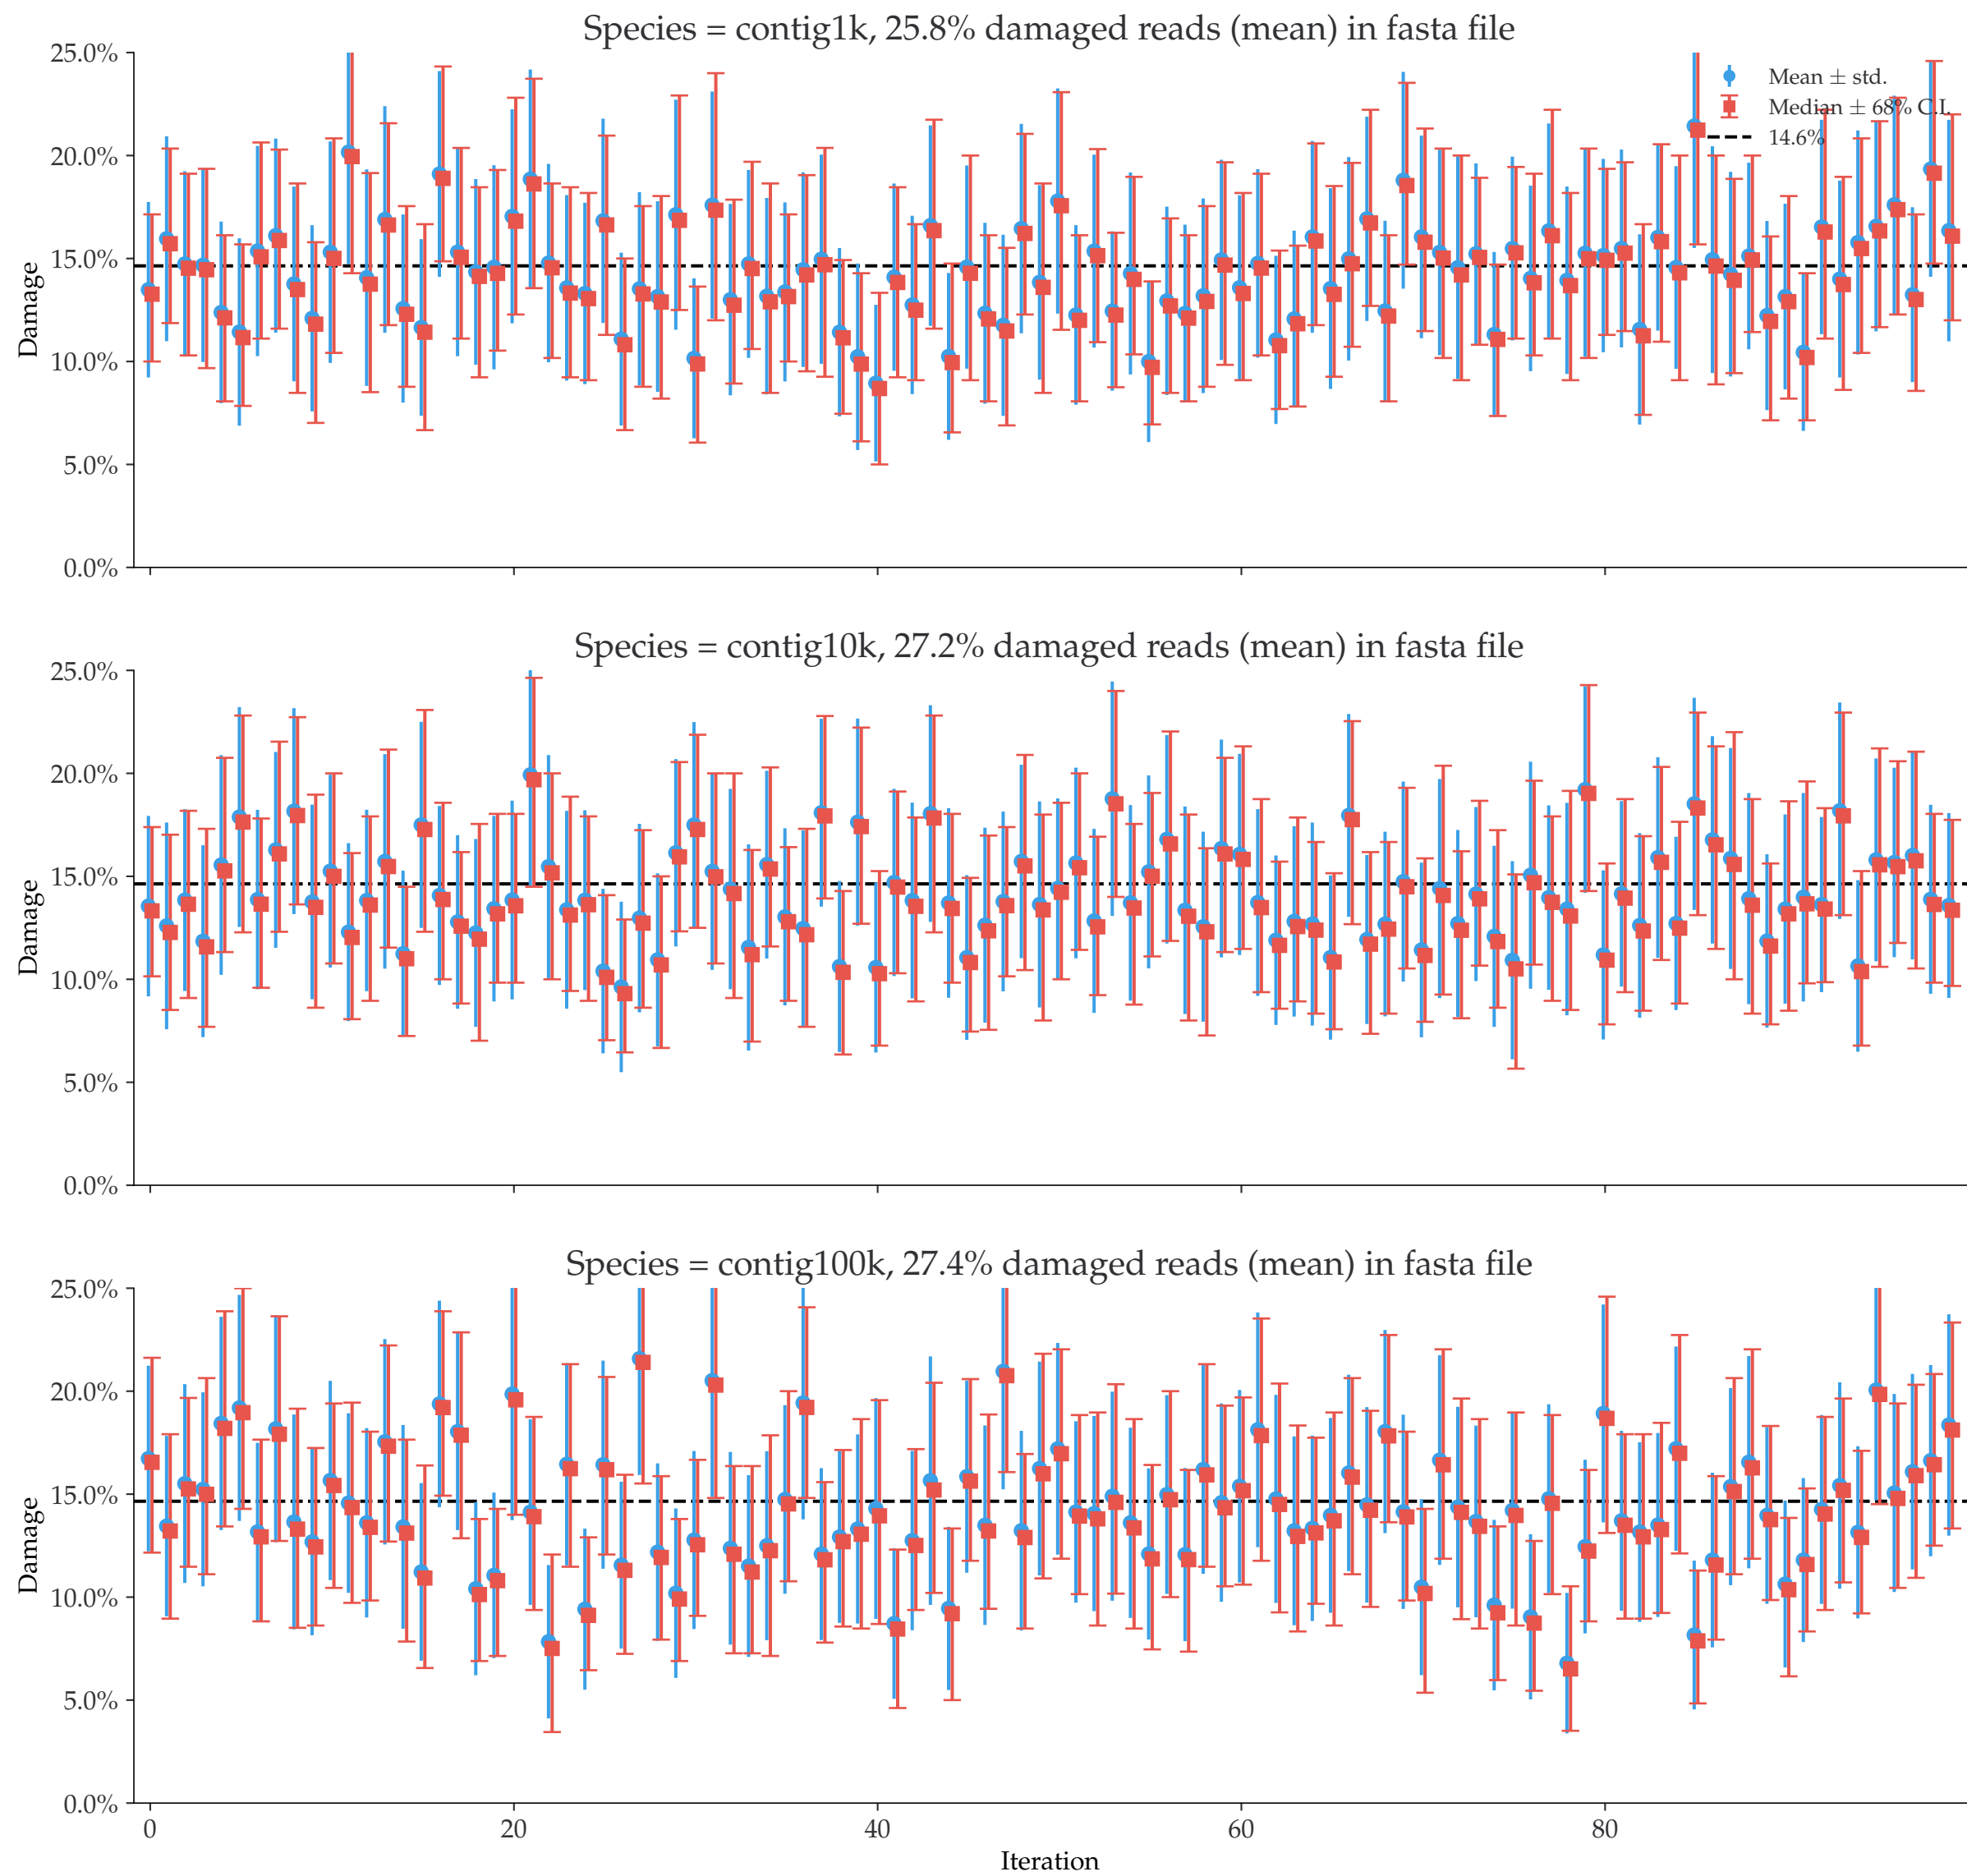 Species = contig1k, 25.8% damaged reads (mean) in fasta file
25.0%
20.0%
15.0%
10.0%
5.0%
0.0%
Damage
Mean ± std.
Median ± 68% C.I.
14.6%
Species = contig10k, 27.2% damaged reads (mean) in fasta file
25.0%
20.0%
15.0%
10.0%
5.0%
0.0%
Damage
Species = contig100k, 27.4% damaged reads (mean) in fasta file
25.0%
20.0%
15.0%
10.0%
5.0%
0.0%
Damage
0 20 40 60 80
Iteration